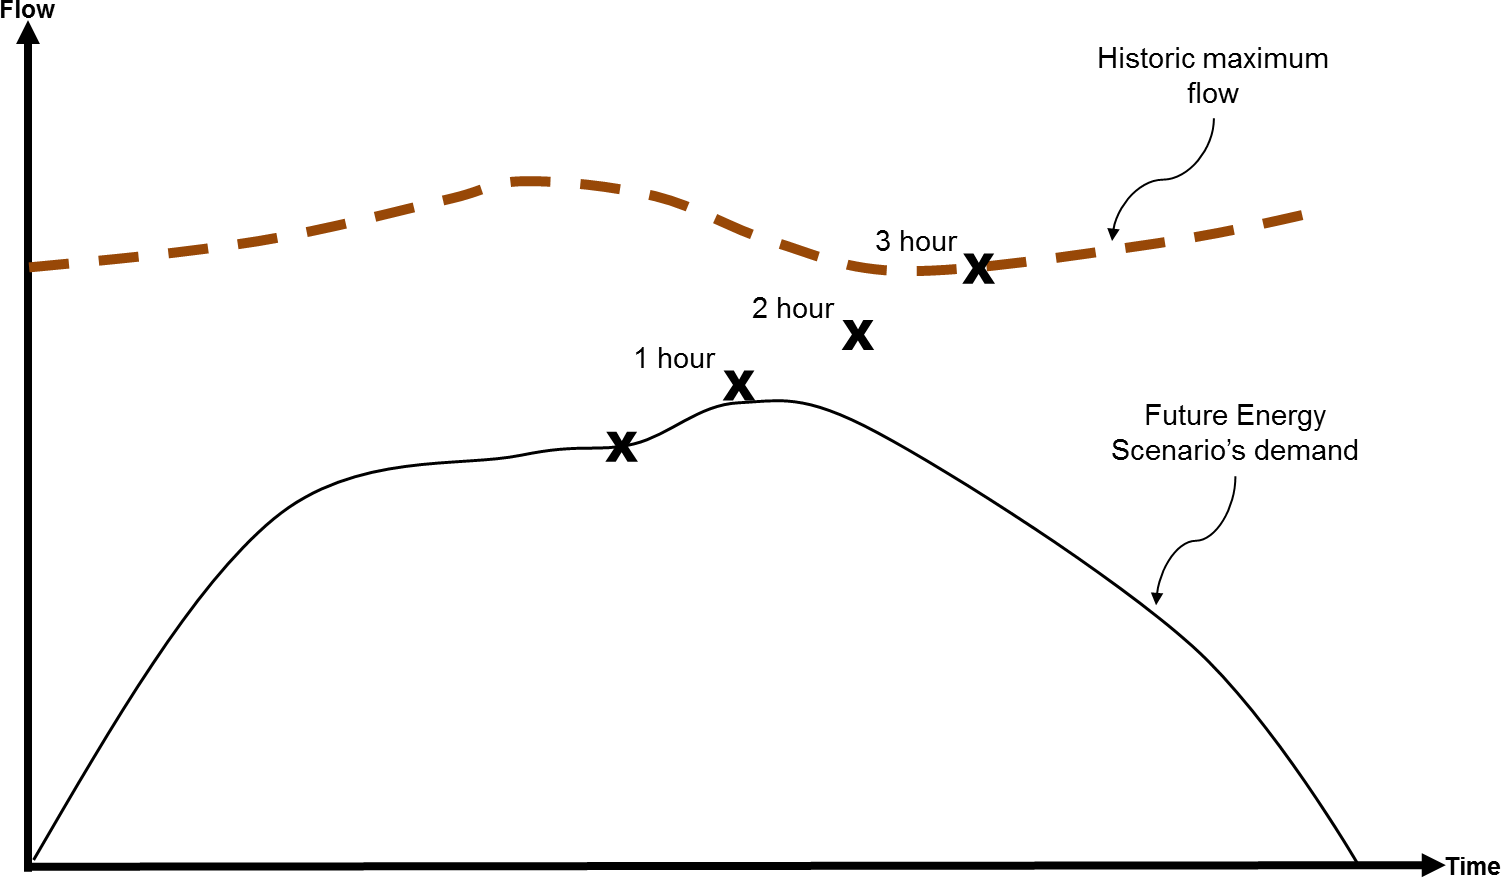 Flow
Historic maximum
flow
3 hour
X
2 hour
X
1 hour
X
X
Future Energy
Scenario’s demand
Time